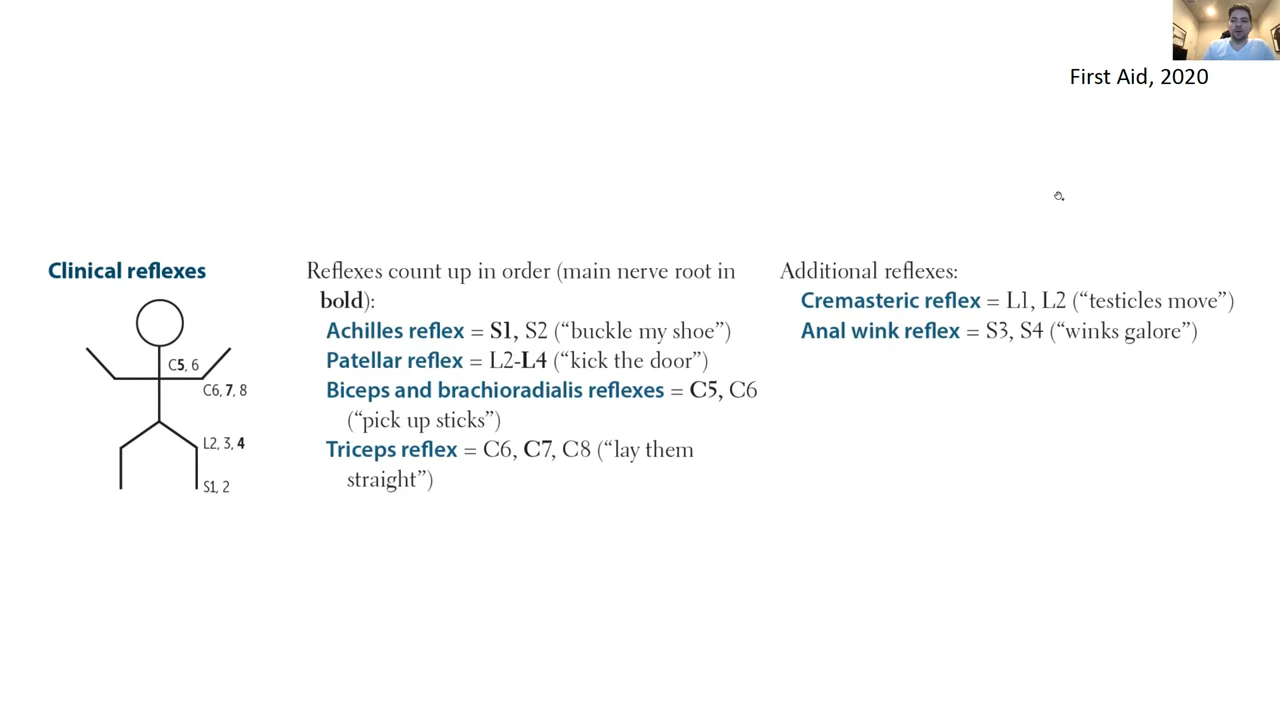 First Aid, 2020
Clinical reflexes
C5, 6
C6, 7, 8
L2, 3, 4
S1, 2
Reflexes count up in order (main nerve root in
bold):
Achilles reflex = S1, S2 (“buckle my shoe”)
Patellar reflex = L2-L4 (“kick the door”)
Biceps and brachioradialis reflexes = C5, C6
(“pick up sticks”)
Triceps reflex = C6, C7, C8 (“lay them
straight”)
Additional reflexes:
Cremasteric reflex = L1, L2 (“testicles move”)
Anal wink reflex = S3, S4 (“winks galore”)